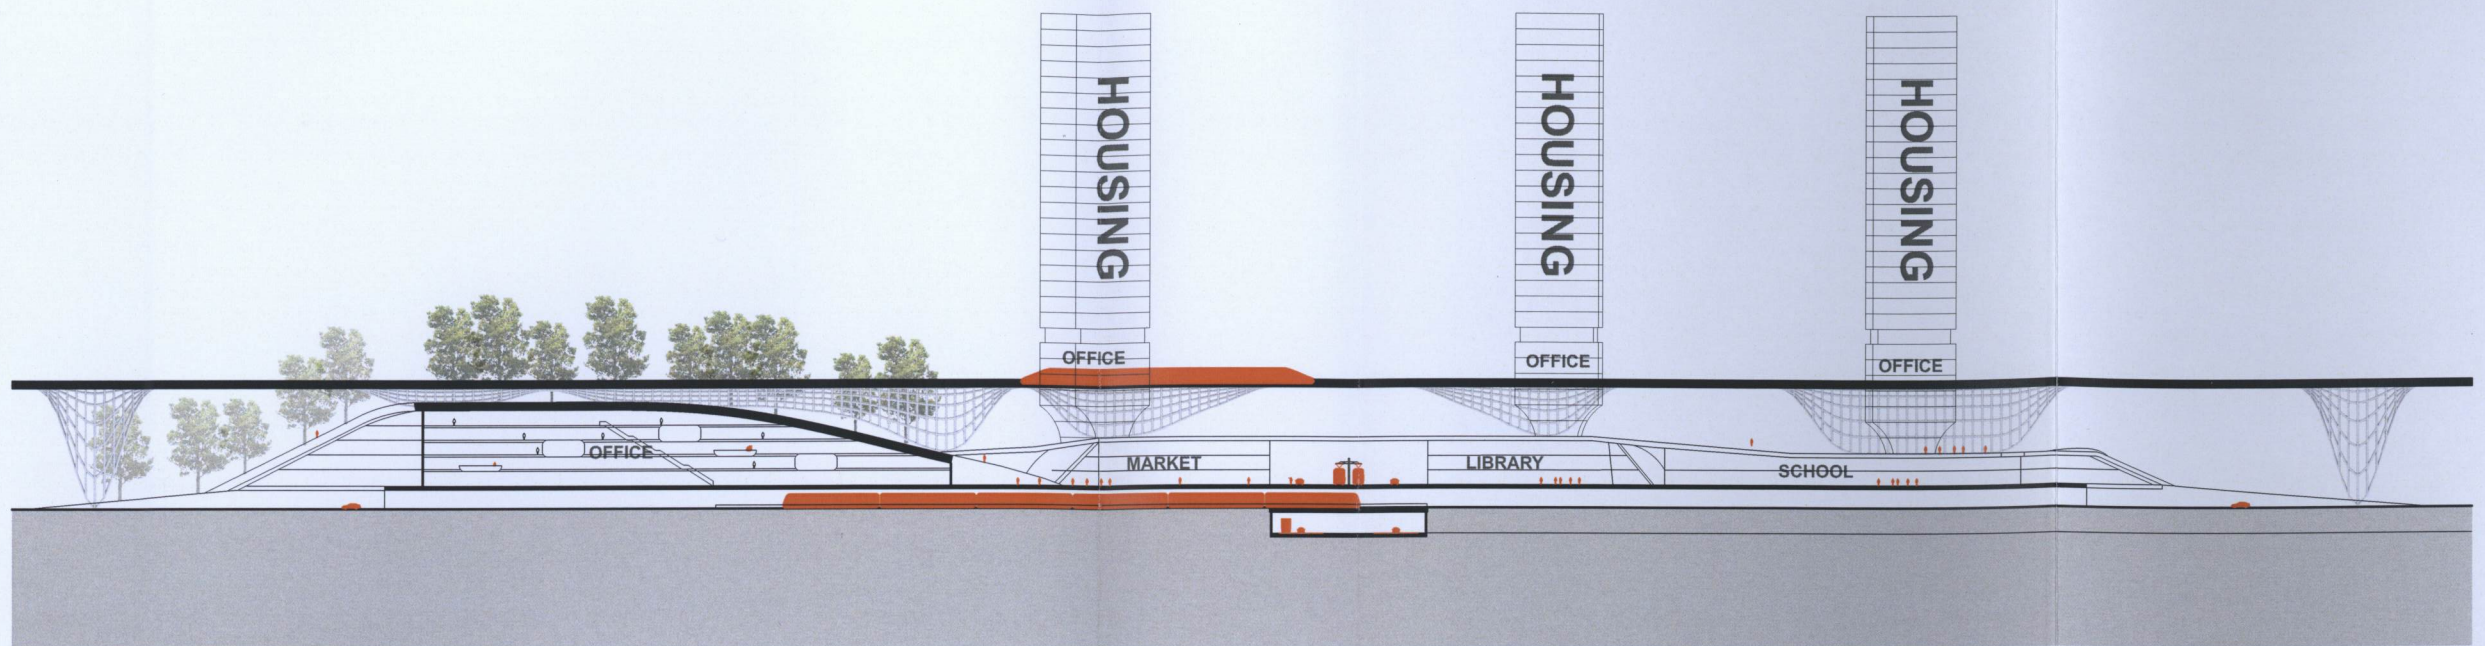 HOUSING
HOUSING
HOUSING
OFFICE
OFFICE
OFFICE
OFFICE
MARKET
LIBRARY
SCHOOL